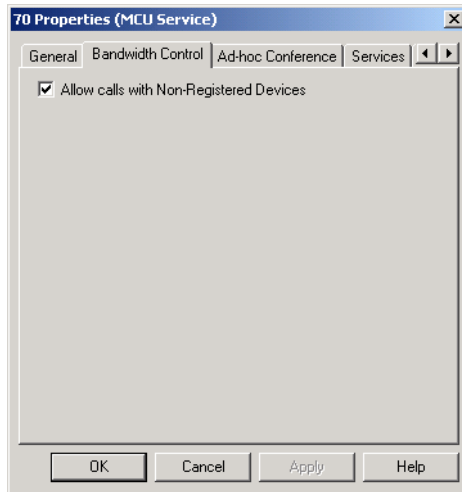 70 Properties (MCU Service)
General Bandwidth Control Ad-hoc Conference Services
Allow calls with Non-Registered Devices
OK Cancel Apply Help